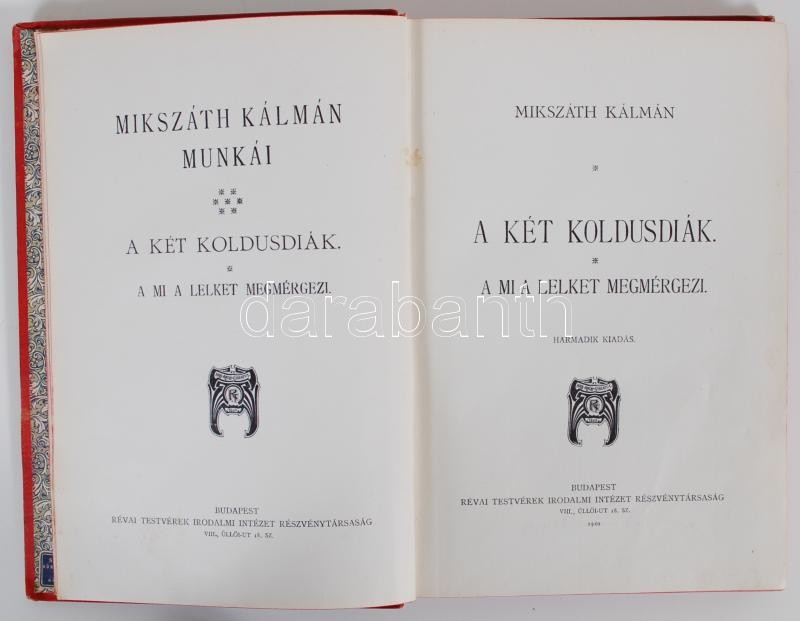 MIKSZÁTH KÁLMÁN
MUNKÁI
A KÉT KOLDUSDIÁK.
A MI A LELKET MEGMÉRGEZI.
BUDAPEST
RÉVAI TESTVÉREK IRODALMI INTÉZET RÉSZVÉNYTÁRSASÁG
VIII., ÜLLŐI-UT 18. SZ.
MIKSZÁTH KÁLMÁN
A KÉT KOLDUSDIÁK.
A MI A LELKET MEGMÉRGEZI.
HARMADIK KIADÁS.
BUDAPEST
RÉVAI TESTVÉREK IRODALMI INTÉZET RÉSZVÉNYTÁRSASÁG
VIII., ÜLLŐI-UT 18. SZ.
darabanth